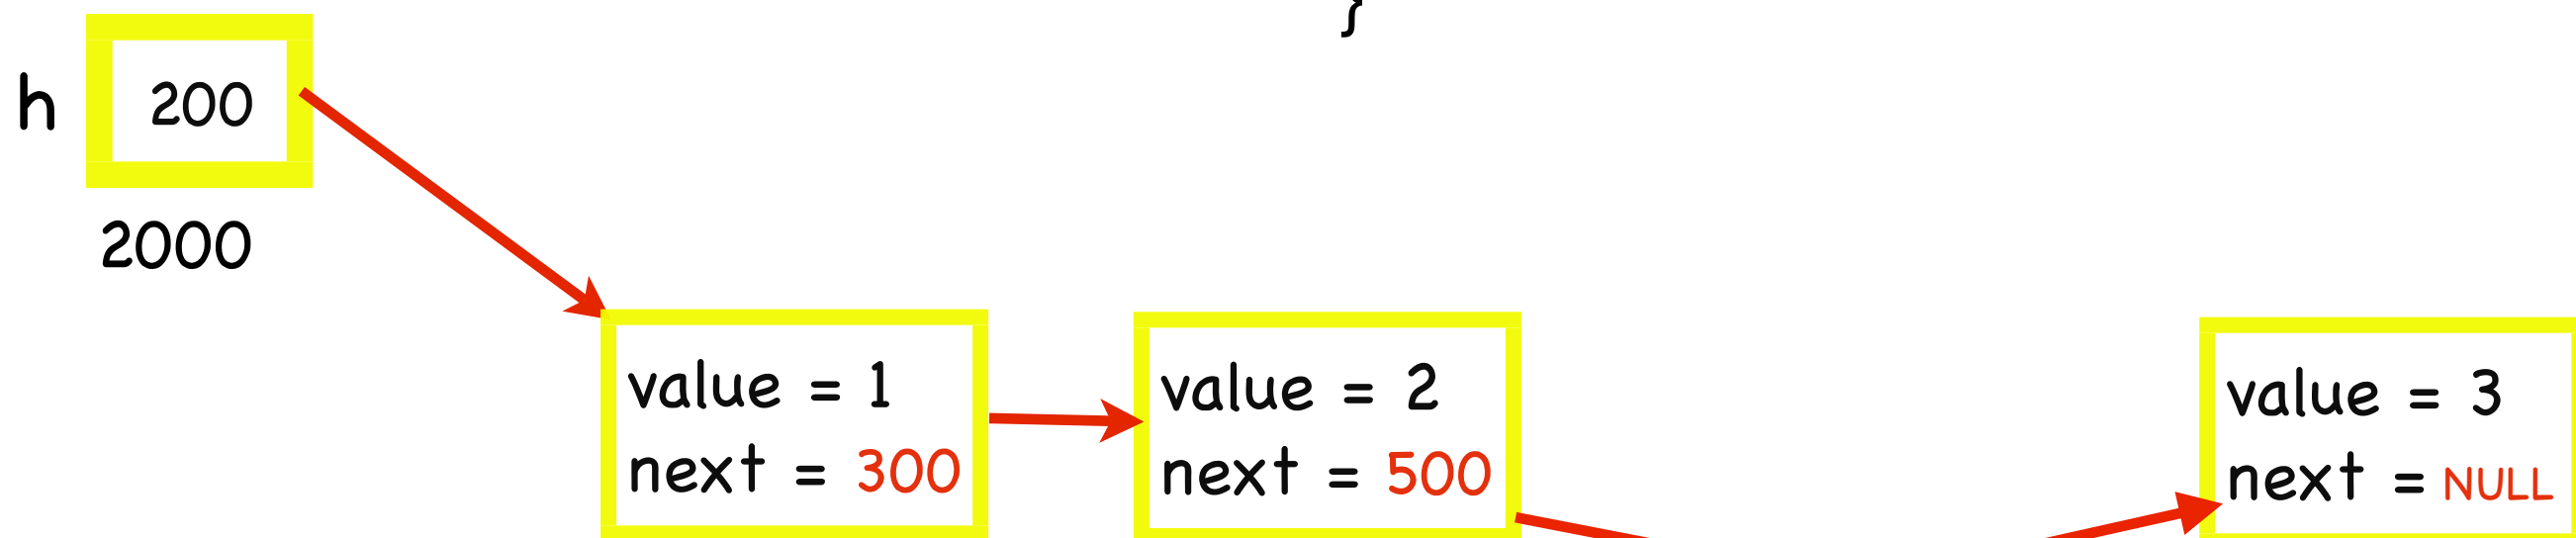 }
h
200
2000
value = 1
next = 300
value = 2
next = 500
value = 3
next = NULL